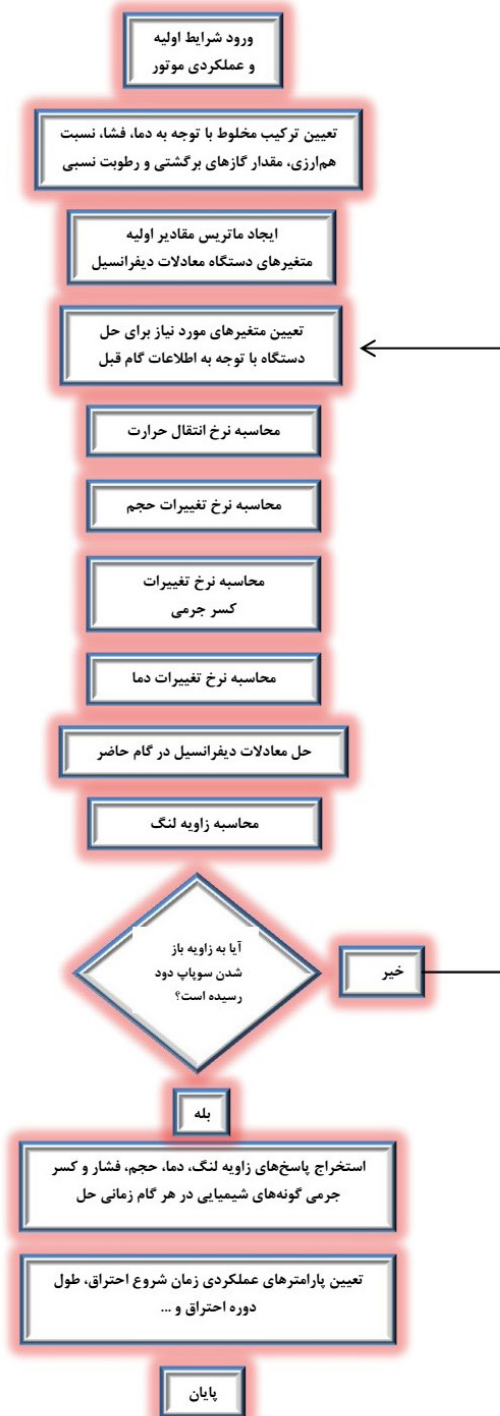 ورود شرایط اولیه
و عملکردی موتور
تعیین ترکیب مخلوط با توجه به دما، فشا، نسبت
هم‌ارزی، مقدار گازهای برگشتی و رطوبت نسبی
ایجاد ماتریس مقادیر اولیه
متغیرهای دستگاه معادلات دیفرانسیل
تعیین متغیرهای مورد نیاز برای حل
دستگاه با توجه به اطلاعات گام قبل
محاسبه نرخ انتقال حرارت
محاسبه نرخ تغییرات حجم
محاسبه نرخ تغییرات
کسر جرمی
محاسبه نرخ تغییرات دما
حل معادلات دیفرانسیل در گام حاضر
محاسبه زاویه لنگ
آیا به زاویه باز
شدن سوپاپ دود
رسیده است؟
خیر
بله
استخراج پاسخ‌های زاویه لنگ، دما، حجم، فشار و کسر
جرمی گونه‌های شیمیایی در هر گام زمانی حل
تعیین پارامترهای عملکردی زمان شروع احتراق، طول
دوره احتراق و ...
پایان